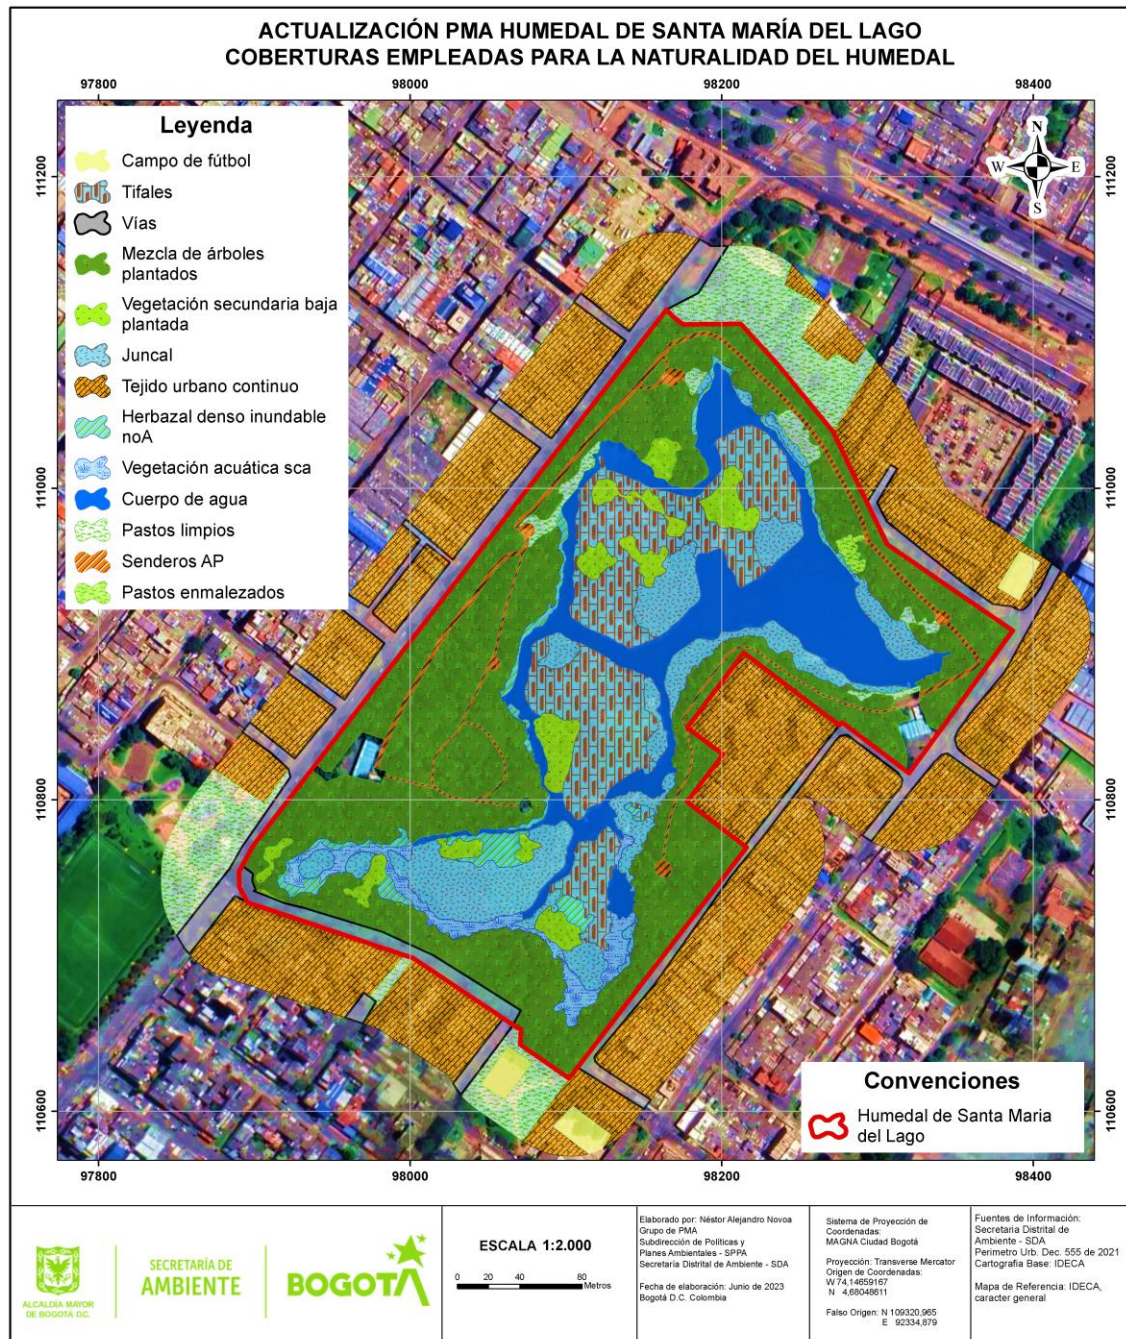 ACTUALIZACIÓN PMA HUMEDAL DE SANTA MARÍA DEL LAGO
COBERTURAS EMPLEADAS PARA LA NATURALIDAD DEL HUMEDAL
97800
98000
98200
98400
Leyenda
Campo de fútbol
Tifales
Vías
Mezcla de árboles
plantados
Vegetación secundaria baja
plantada
Juncal
Tejido urbano continuo
Herbazal denso inundable
noA
Vegetación acuática sca
Cuerpo de agua
Pastos limpios
Senderos AP
Pastos enmalezados
N
W
E
S
111200
111200
111000
111000
110800
110800
110600
110600
Convenciones
Humedal de Santa Maria
del Lago
97800
98000
98200
98400
ALCALDÍA MAYOR
DE BOGOTÁ D.C.
SECRETARÍA DE
AMBIENTE
BOGOTÁ
ESCALA 1:2.000
0 20 40 80
Metros
Elaborado por: Néstor Alejandro Novoa
Grupo de PMA
Subdirección de Políticas y
Planes Ambientales - SPPA
Secretaría Distrital de Ambiente - SDA
Fecha de elaboración: Junio de 2023
Bogotá D.C. Colombia
Sistema de Proyección de
Coordenadas:
MAGNA Ciudad Bogotá
Proyección: Transverse Mercator
Origen de Coordenadas:
W 74,14659167
N 4,68048611
Falso Origen: N 109320,965
E 92334,879
Fuentes de Información:
Secretaria Distrital de
Ambiente - SDA
Perimetro Urb. Dec. 555 de 2021
Cartografia Base: IDECA
Mapa de Referencia: IDECA,
caracter general